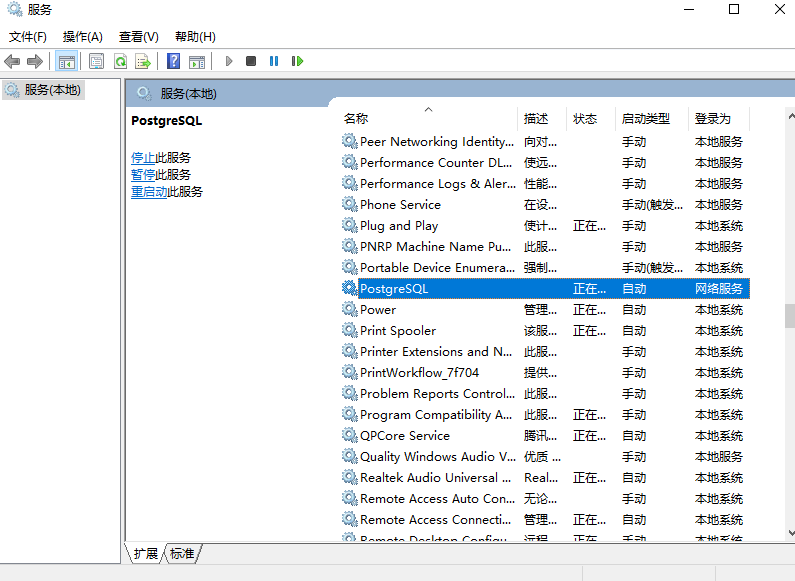 服务
文件(F) 操作(A) 查看(V) 帮助(H)
服务(本地)
服务(本地)
PostgreSQL
停止此服务
暂停此服务
重启动此服务
名称 描述 状态 启动类型 登录为
Peer Networking Identity... 向对... 手动 本地服务
Performance Counter DL... 使远... 手动 本地服务
Performance Logs & Aler... 性能... 手动 本地服务
Phone Service 在设... 手动(触发... 本地服务
Plug and Play 使计... 正在... 手动 本地系统
PNRP Machine Name Pu... 此服... 手动 本地服务
Portable Device Enumera... 强制... 手动(触发... 本地系统
PostgreSQL 正在... 自动 网络服务
Power 管理... 正在... 自动 本地系统
Print Spooler 该服... 正在... 自动 本地系统
Printer Extensions and N... 此服... 手动 本地系统
PrintWorkflow_7f704 提供... 手动 本地系统
Problem Reports Control... 此服... 手动 本地系统
Program Compatibility A... 此服... 正在... 手动 本地系统
QPCore Service 腾讯... 正在... 自动 本地系统
Quality Windows Audio V... 优质 ... 手动 本地服务
Realtek Audio Universal ... Real... 正在... 自动 本地系统
Remote Access Auto Con... 无论... 手动 本地系统
Remote Access Connecti... 管理... 正在... 自动 本地系统
Remote Desktop Configu... 远程... 正在... 手动 本地系统
扩展 标准